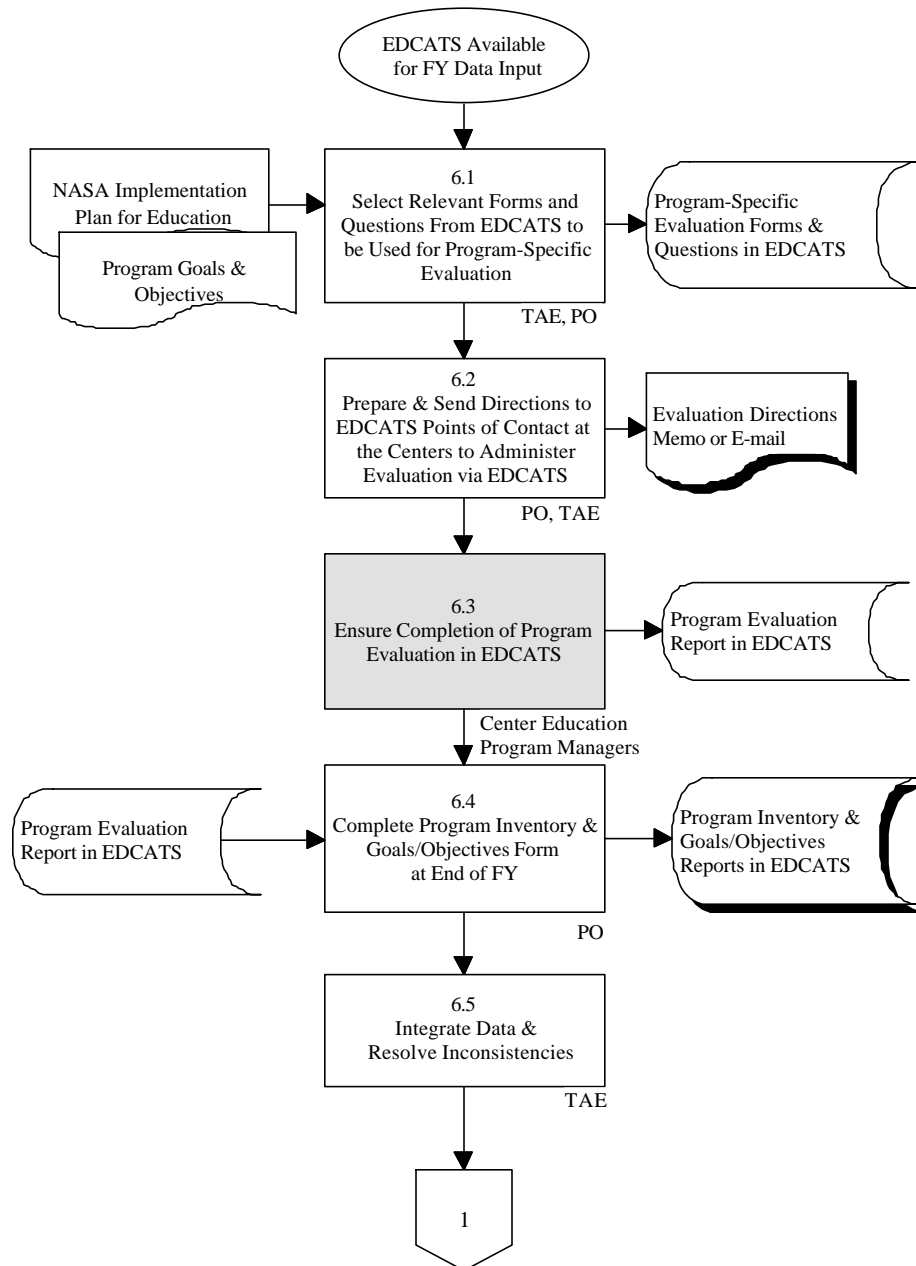 EDCATS Available
for FY Data Input
NASA Implementation
Plan for Education
Program Goals &
Objectives
6.1
Select Relevant Forms and
Questions From EDCATS to
be Used for Program-Specific
Evaluation
Program-Specific
Evaluation Forms &
Questions in EDCATS
TAE, PO
6.2
Prepare & Send Directions to
EDCATS Points of Contact at
the Centers to Administer
Evaluation via EDCATS
Evaluation Directions
Memo or E-mail
PO, TAE
6.3
Ensure Completion of Program
Evaluation in EDCATS
Program Evaluation
Report in EDCATS
Center Education
Program Managers
Program Evaluation
Report in EDCATS
6.4
Complete Program Inventory &
Goals/Objectives Form
at End of FY
Program Inventory &
Goals/Objectives
Reports in EDCATS
PO
6.5
Integrate Data &
Resolve Inconsistencies
TAE
1